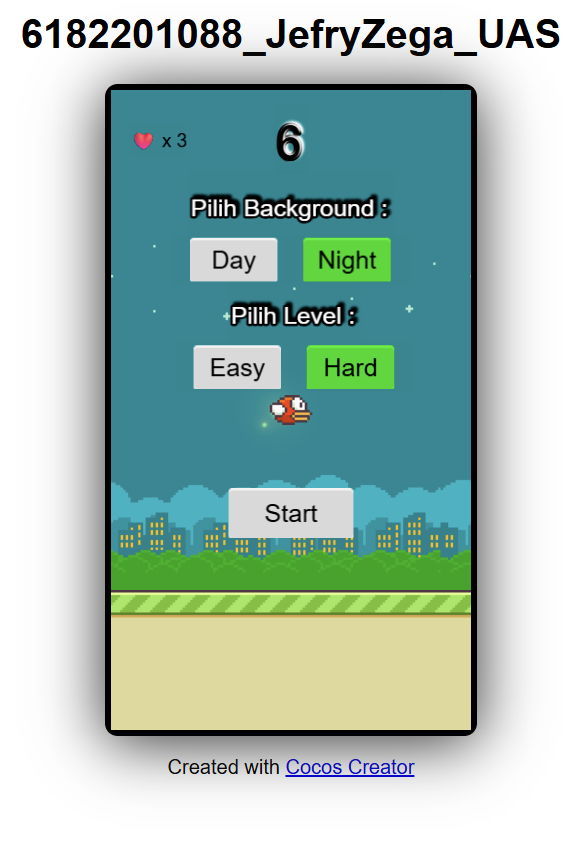 6182201088_JefryZega_UAS
x 3
6
Pilih Background :
Day Night
Pilih Level :
Easy Hard
Start
Created with Cocos Creator